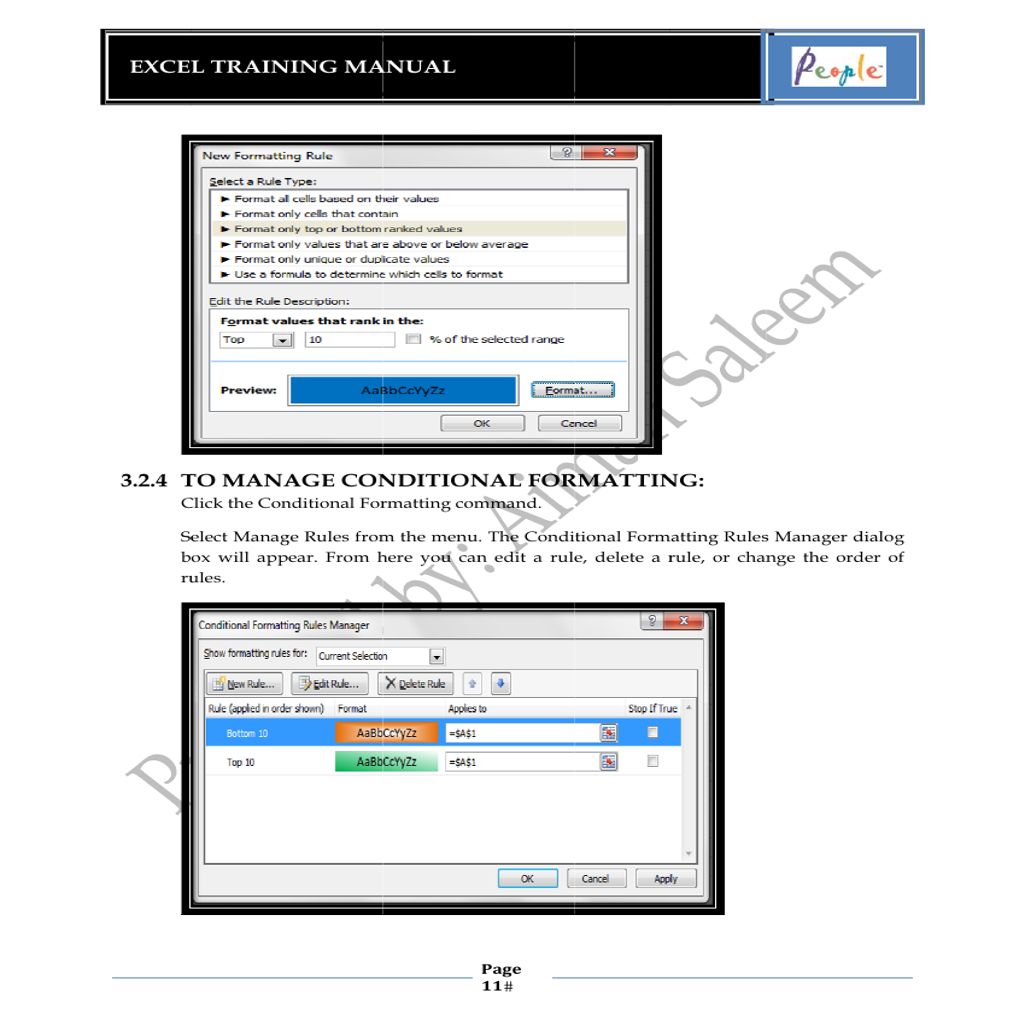 EXCEL TRAINING MANUAL
People
New Formatting Rule
Select a Rule Type:
► Format all cells based on their values
► Format only cells that contain
► Format only top or bottom ranked values
► Format only values that are above or below average
► Format only unique or duplicate values
► Use a formula to determine which cells to format
Edit the Rule Description:
Format values that rank in the:
Top 10 % of the selected range
Preview: AaBbCcYyZz Format...
OK Cancel
3.2.4 TO MANAGE CONDITIONAL FORMATTING:
Click the Conditional Formatting command.
Select Manage Rules from the menu. The Conditional Formatting Rules Manager dialog
box will appear. From here you can edit a rule, delete a rule, or change the order of
rules.
Conditional Formatting Rules Manager
Show formatting rules for: Current Selection
New Rule... Edit Rule... Delete Rule
Rule (applied in order shown) Format Applies to Stop If True
Bottom 10 AaBbCcYyZz =$A$1
Top 10 AaBbCcYyZz =$A$1
OK Cancel Apply
by: Saleem
Page
11#